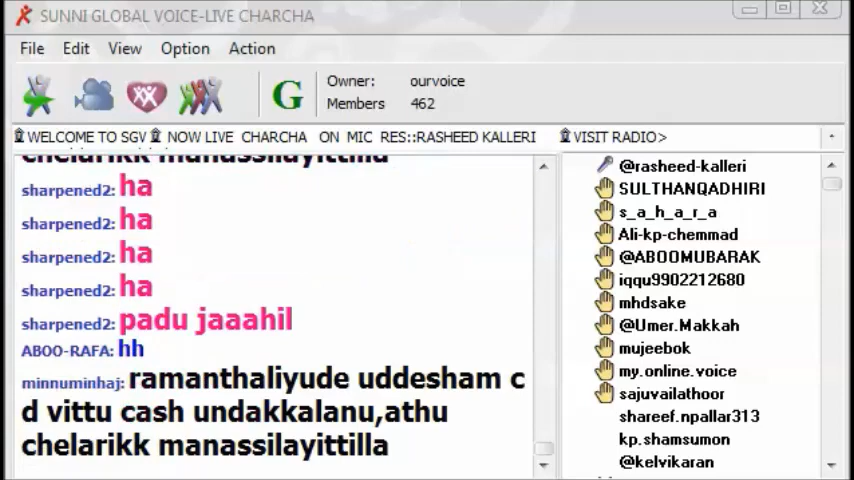 SUNNI GLOBAL VOICE-LIVE CHARCHA
File Edit View Option Action
G
Owner: ourvoice
Members 462
WELCOME TO SGV NOW LIVE CHARCHA ON MIC RES::RASHEED KALLERI
VISIT RADIO>
chelarikk manassilayittilla
sharpened2: ha
sharpened2: ha
sharpened2: ha
sharpened2: ha
sharpened2: padu jaaahil
ABOO-RAFA: hh
minnuminhaj: ramanthaliyude uddesham c
d vittu cash undakkalanu,athu
chelarikk manassilayittilla
@rasheed-kalleri
SULTHANQADHIRI
s_a_h_a_r_a
Ali-kp-chemmad
@ABOOMUBARAK
iqqu9902212680
mhdsake
@Umer.Makkah
mujeebok
my.online.voice
sajuvailathoor
shareef.npallar313
kp.shamsumon
@kelvikaran